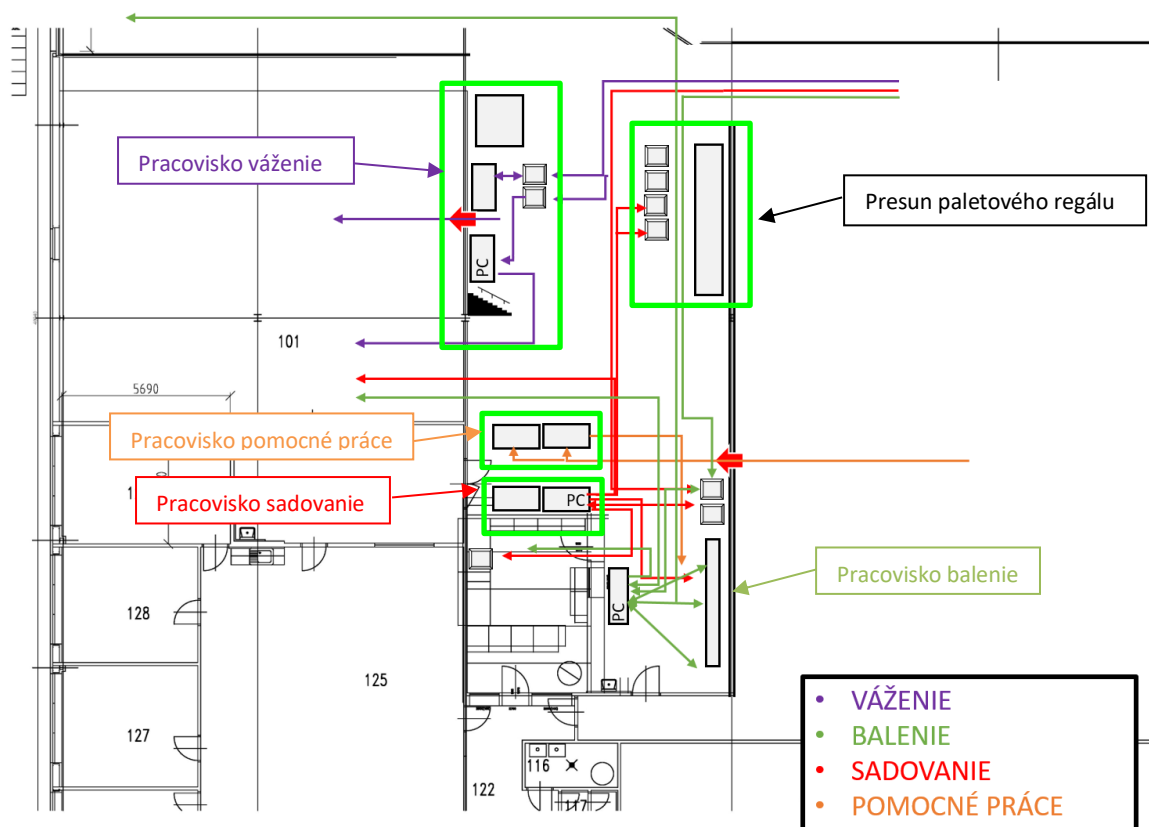 Pracovisko váženie
Presun paletového regálu
PC
101
5690
Pracovisko pomocné práce
Pracovisko sadovanie
PC
Pracovisko balenie
PC
128
125
127
122
116
117
• VÁŽENIE
• BALENIE
• SADOVANIE
• POMOCNÉ PRÁCE